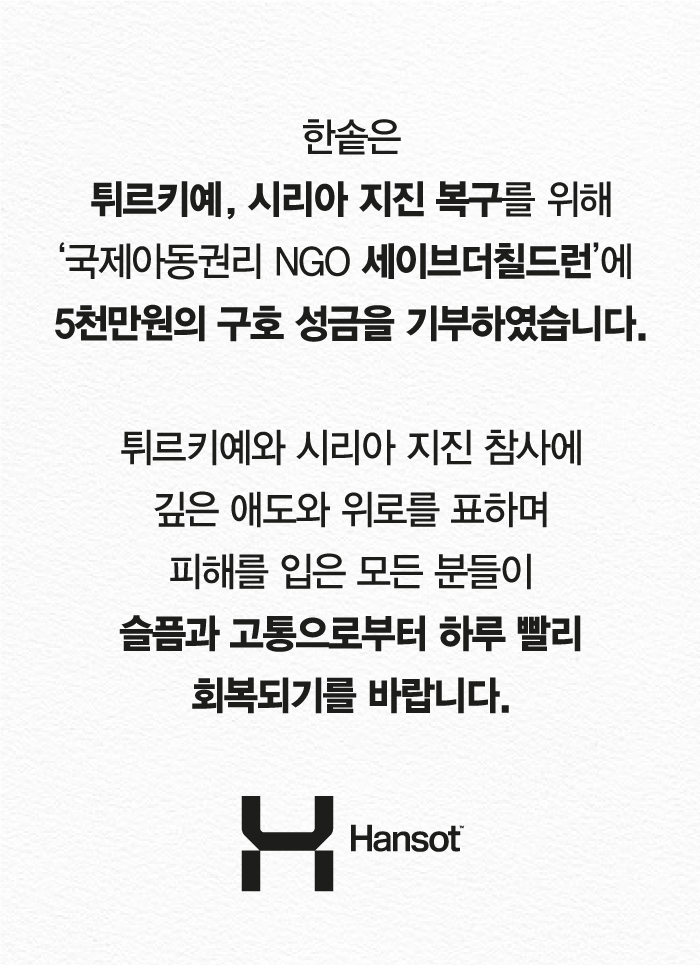 한솥은
튀르키예, 시리아 지진 복구를 위해
‘국제아동권리 NGO 세이브더칠드런’에
5천만원의 구호 성금을 기부하였습니다.
튀르키예와 시리아 지진 참사에
깊은 애도와 위로를 표하며
피해를 입은 모든 분들이
슬픔과 고통으로부터 하루 빨리
회복되기를 바랍니다.
Hansot™